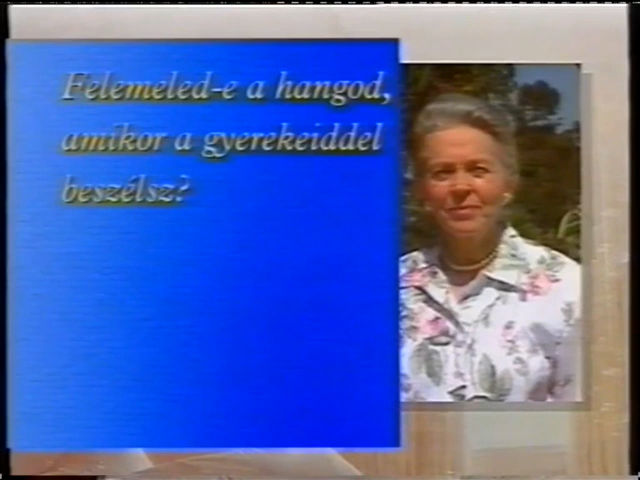 Felemeled-e a hangod,
amikor a gyerekeiddel
beszélsz?